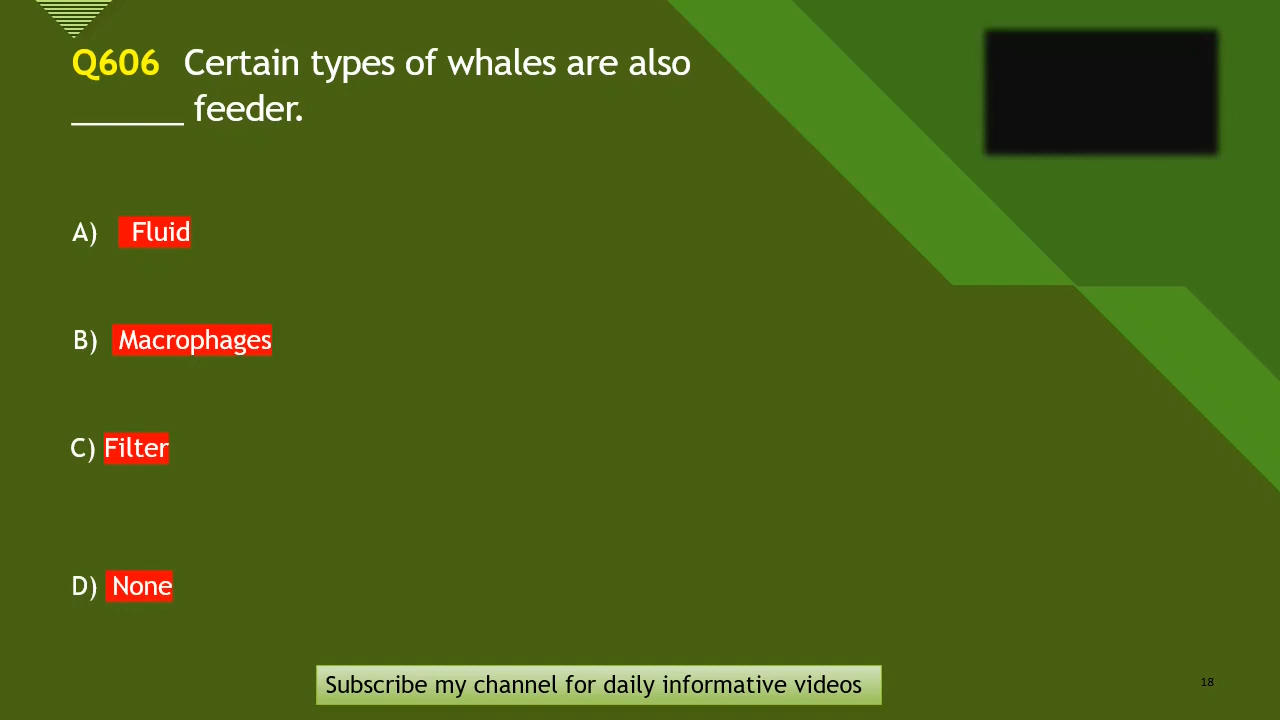 Q606 Certain types of whales are also
______ feeder.
A) Fluid
B) Macrophages
C) Filter
D) None
Subscribe my channel for daily informative videos
18